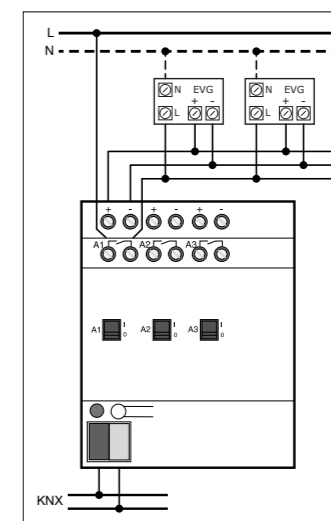 L
N
N EVG N EVG
+ - + -
L L
+ - + - + -
A1 A2 A3
A1 I 0 A2 I 0 A3 I 0
KNX